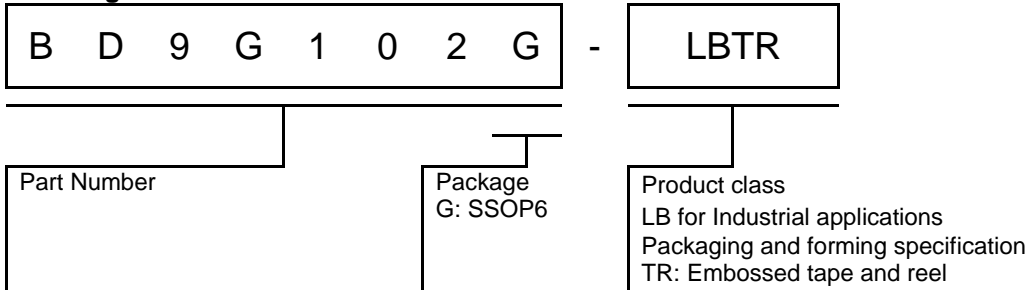 B D 9 G 1 0 2 G - LBTR
Part Number
Package
G: SSOP6
Product class
LB for Industrial applications
Packaging and forming specification
TR: Embossed tape and reel